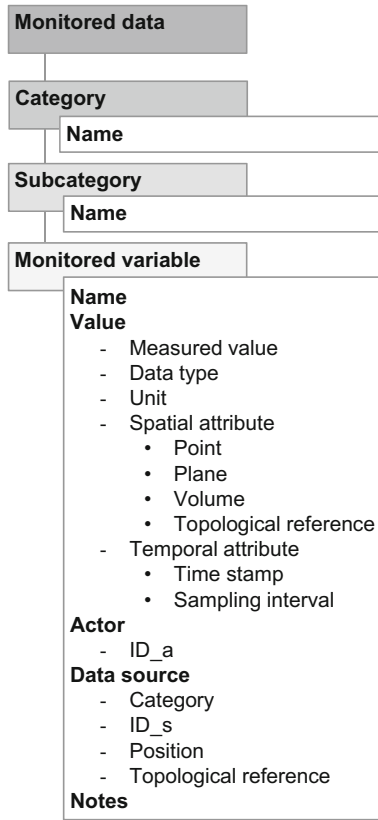 Monitored data
Category
Name
Subcategory
Name
Monitored variable
Name
Value
- Measured value
- Data type
- Unit
- Spatial attribute
• Point
• Plane
• Volume
• Topological reference
- Temporal attribute
• Time stamp
• Sampling interval
Actor
- ID_a
Data source
- Category
- ID_s
- Position
- Topological reference
Notes